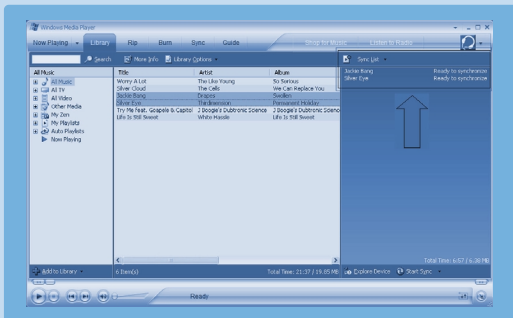 Windows Media Player
Now Playing Library Rip Burn Sync Guide Shop for Music Listen to Radio
Search More Info Library Options Sync List
All Music Title Artist Album
All Music Worry A Lot The Like Young So Serious
All TV Silver Cloud The Cells We Can Replace You
All Video Jackie Bang Drapes Swollen
Other Media Silver Eye Thirdimension Permanent Holiday
My Zen Try Me Feat. Goapele & Capitol J Boogie's Dubtronic Science J Boogie's Dubtronic Science
My Playlists Life Is Still Sweet White Hassle Life Is Still Sweet
Auto Playlists
Now Playing
Jackie Bang Ready to synchronize
Silver Eye Ready to synchronize
Total Time: 6:57 / 6.38 MB
Add to Library 6 Item(s) Total Time: 21:37 / 19.85 MB Explore Device Start Sync
Ready